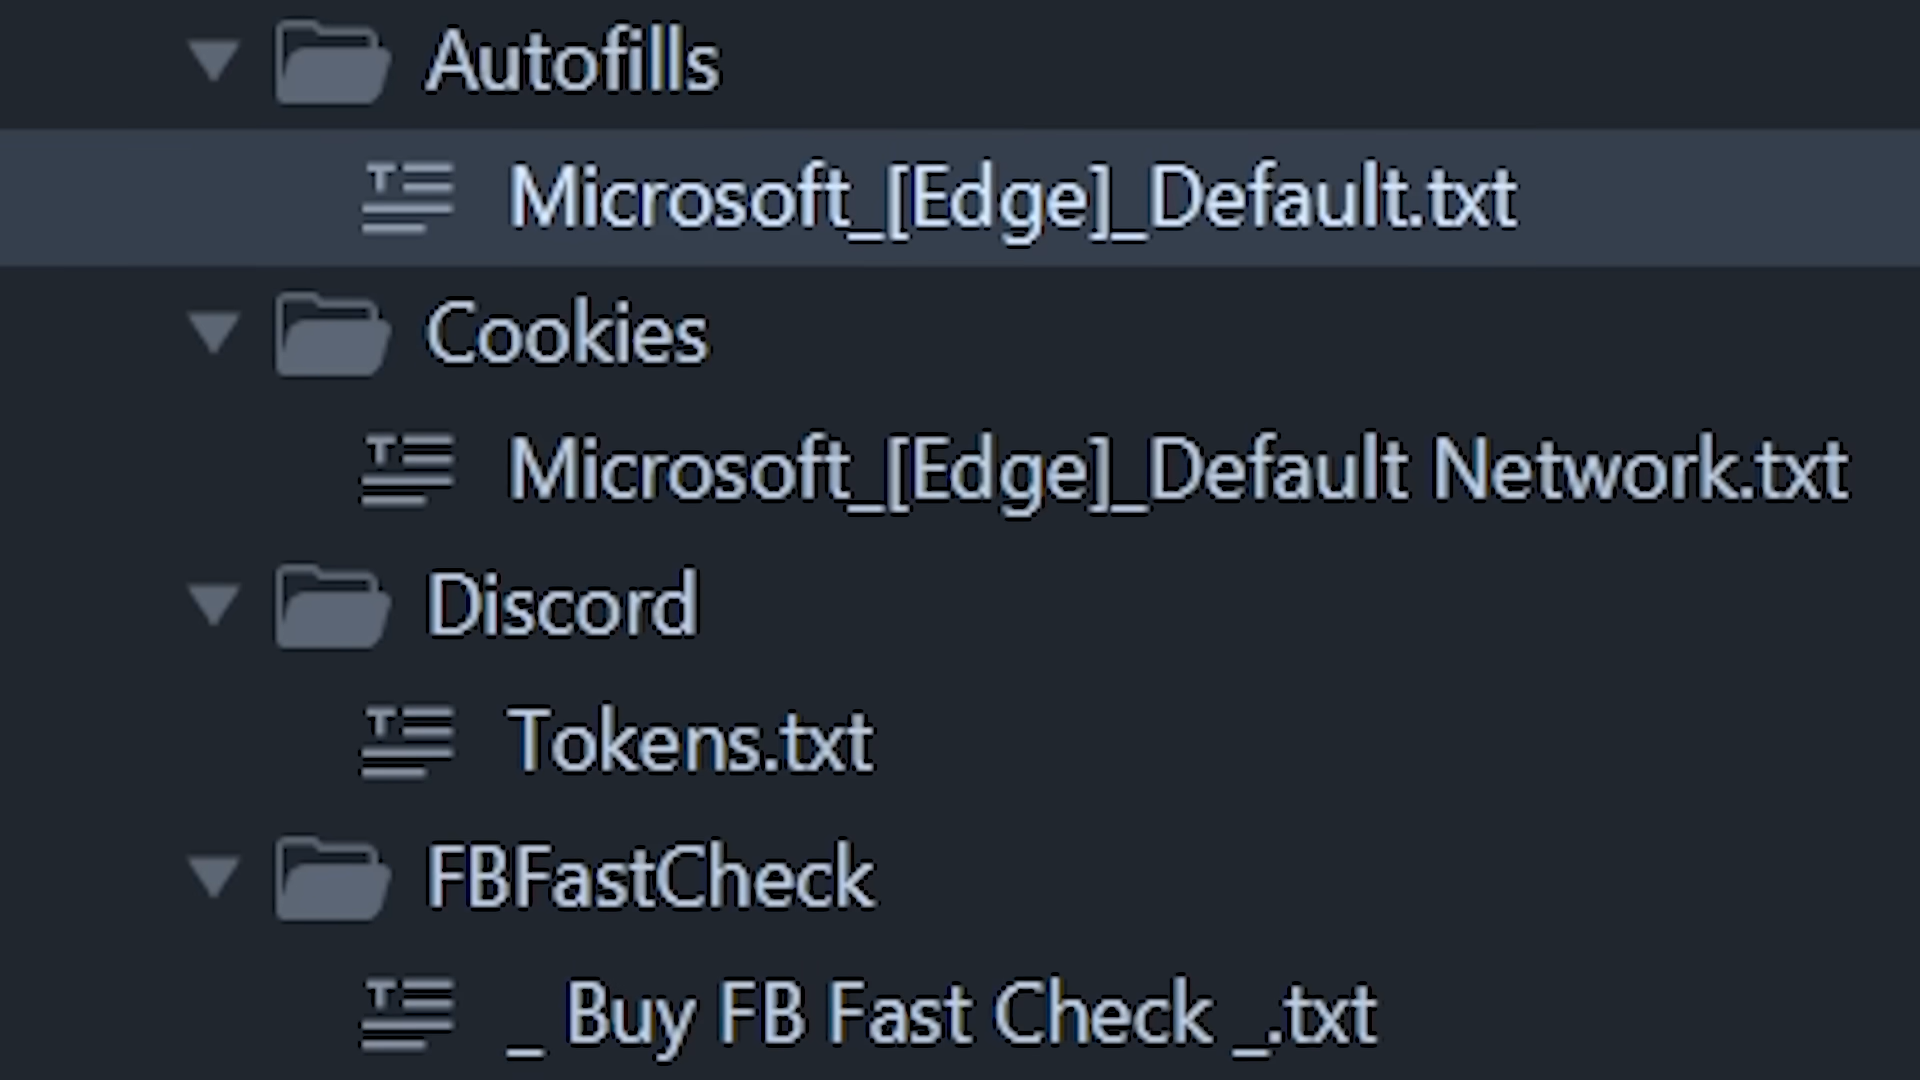 Autofills
Microsoft_[Edge]_Default.txt
Cookies
Microsoft_[Edge]_Default Network.txt
Discord
Tokens.txt
FBFastCheck
_ Buy FB Fast Check _.txt